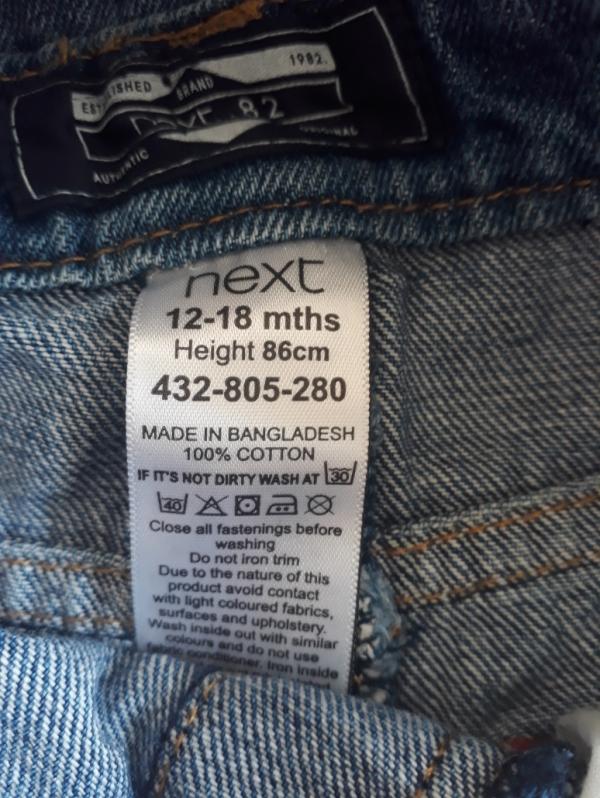 ESTABLISHED BRAND 1982.
82
AUTHENTIC ORIGINAL
next
12-18 mths
Height 86cm
432-805-280
MADE IN BANGLADESH
100% COTTON
IF IT'S NOT DIRTY WASH AT 30
40
Close all fastenings before
washing
Do not iron trim
Due to the nature of this
product avoid contact
with light coloured fabrics,
surfaces and upholstery.
Wash inside out with similar
colours and do not use
fabric conditioner. Iron inside